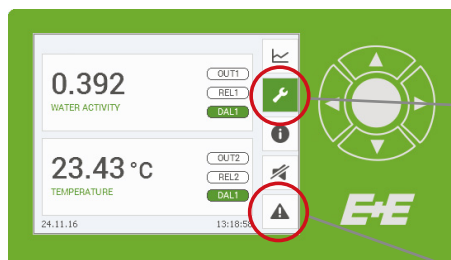 0.392
WATER ACTIVITY
OUT1
REL1
DAL1
23.43 °C
TEMPERATURE
OUT2
REL2
DAL1
24.11.16 13:18:58
E+E